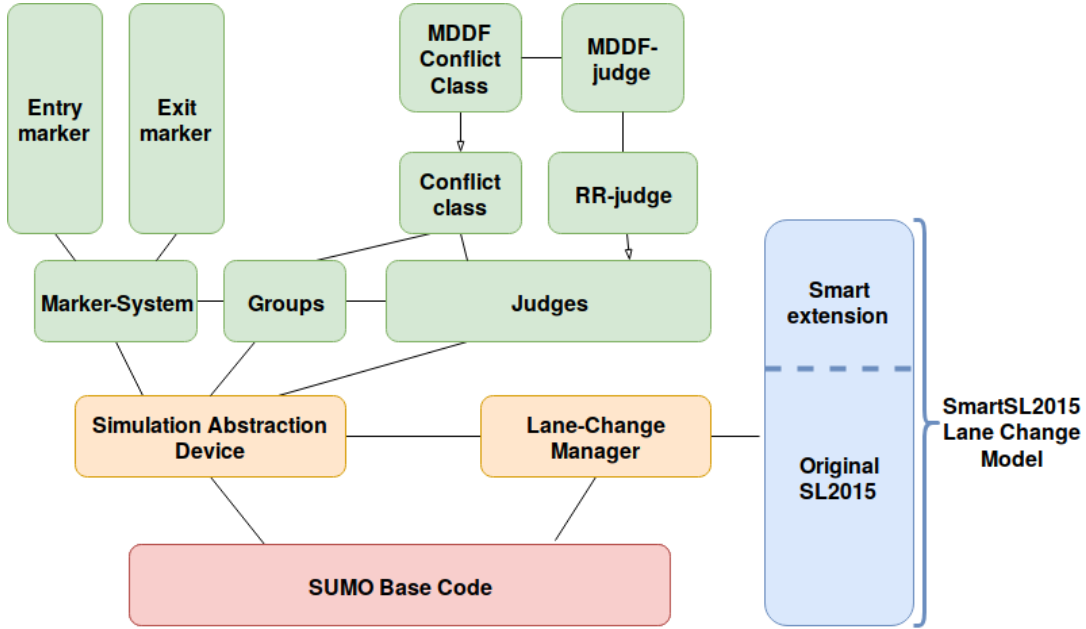 MDDF
Conflict
Class
MDDF-
judge
Entry
marker
Exit
marker
Conflict
class
RR-judge
Marker-System
Groups
Judges
Smart
extension
Simulation Abstraction
Device
Lane-Change
Manager
Original
SL2015
SmartSL2015
Lane Change
Model
SUMO Base Code